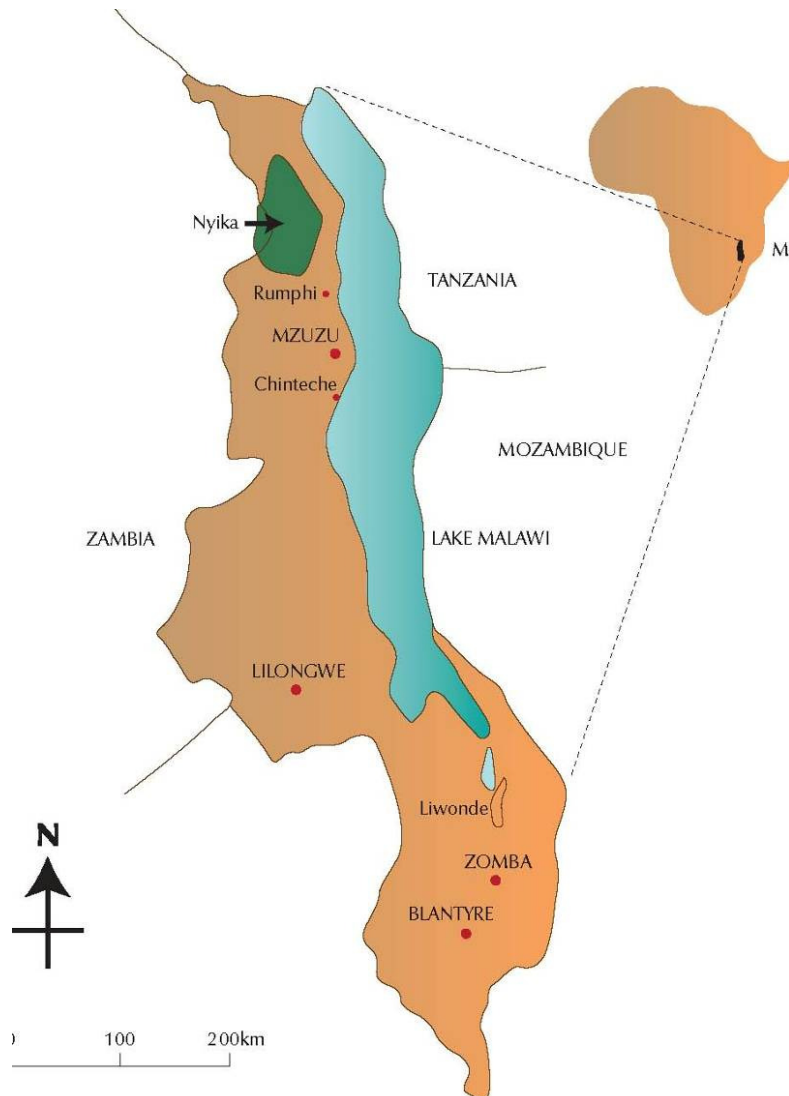 Nyika
M
TANZANIA
Rumphi
MZUZU
Chinteche
MOZAMBIQUE
ZAMBIA
LAKE MALAWI
LILONGWE
Liwonde
N
ZOMBA
BLANTYRE
100
200km